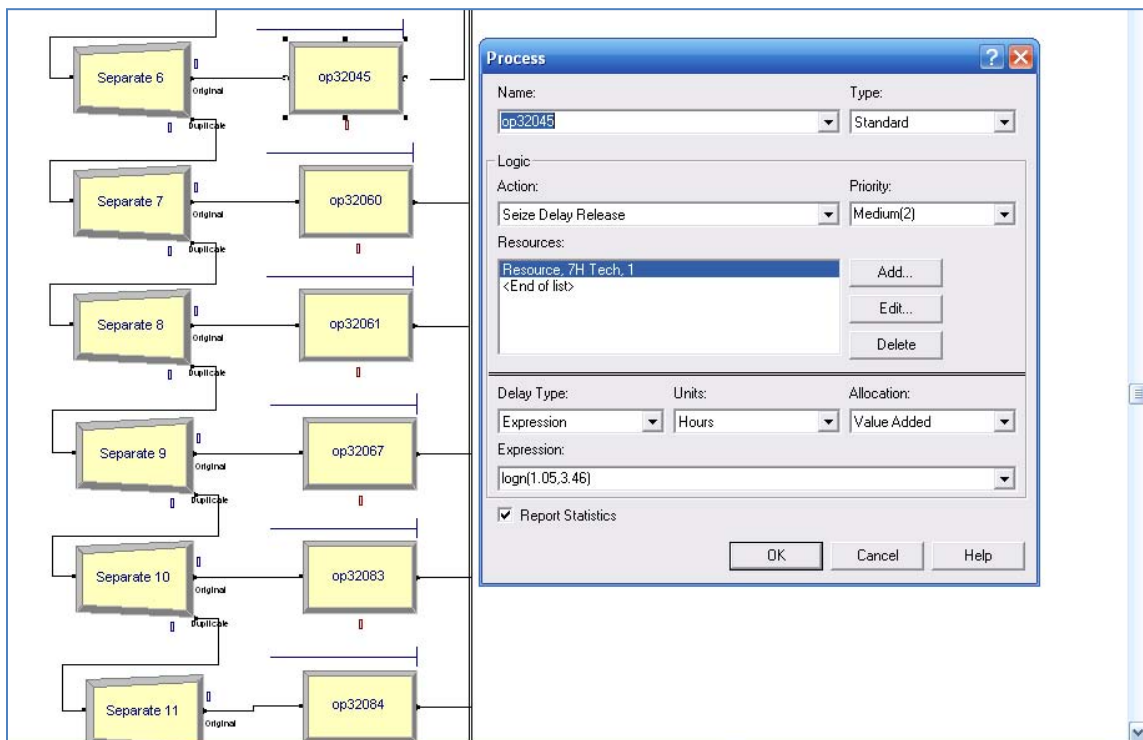 Separate 6
Original
Duplicate
op32045
Separate 7
Original
Duplicate
op32060
Separate 8
Original
Duplicate
op32061
Separate 9
Original
Duplicate
op32067
Separate 10
Original
Duplicate
op32083
Separate 11
Original
op32084
Process
Name: Type:
op32045 Standard
Logic
Action: Priority:
Seize Delay Release Medium(2)
Resources:
Resource, 7H Tech, 1 Add...
<End of list> Edit...
Delete
Delay Type: Units: Allocation:
Expression Hours Value Added
Expression:
logn(1.05,3.46)
Report Statistics
OK Cancel Help